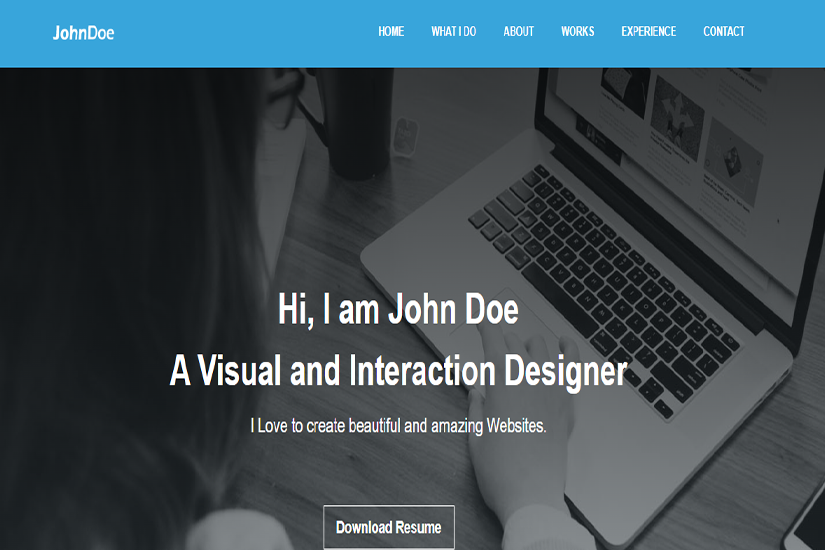 JohnDoe
HOME WHAT I DO ABOUT WORKS EXPERIENCE CONTACT
Hi, I am John Doe
A Visual and Interaction Designer
I Love to create beautiful and amazing Websites.
Download Resume